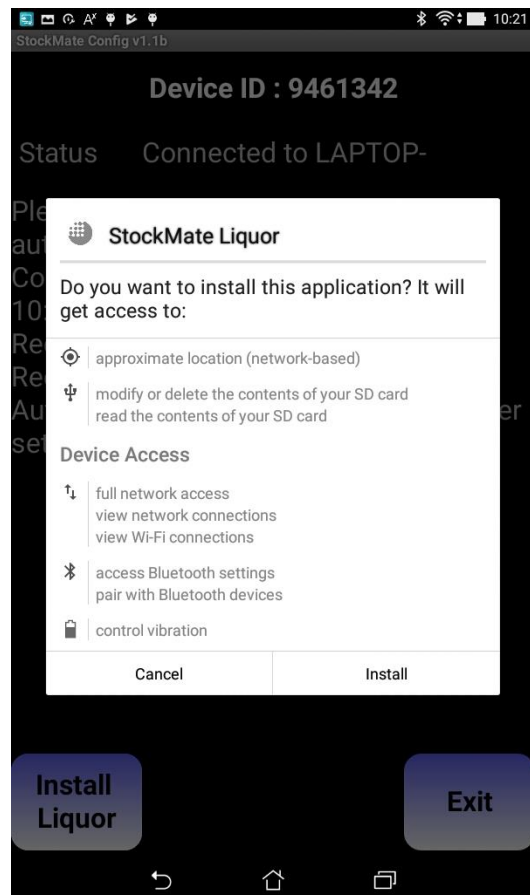 10:21
StockMate Config v1.1b
Device ID : 9461342
Status Connected to LAPTOP-
StockMate Liquor
Do you want to install this application? It will
get access to:
approximate location (network-based)
modify or delete the contents of your SD card
read the contents of your SD card
Device Access
full network access
view network connections
view Wi-Fi connections
access Bluetooth settings
pair with Bluetooth devices
control vibration
Cancel Install
Install
Liquor
Exit